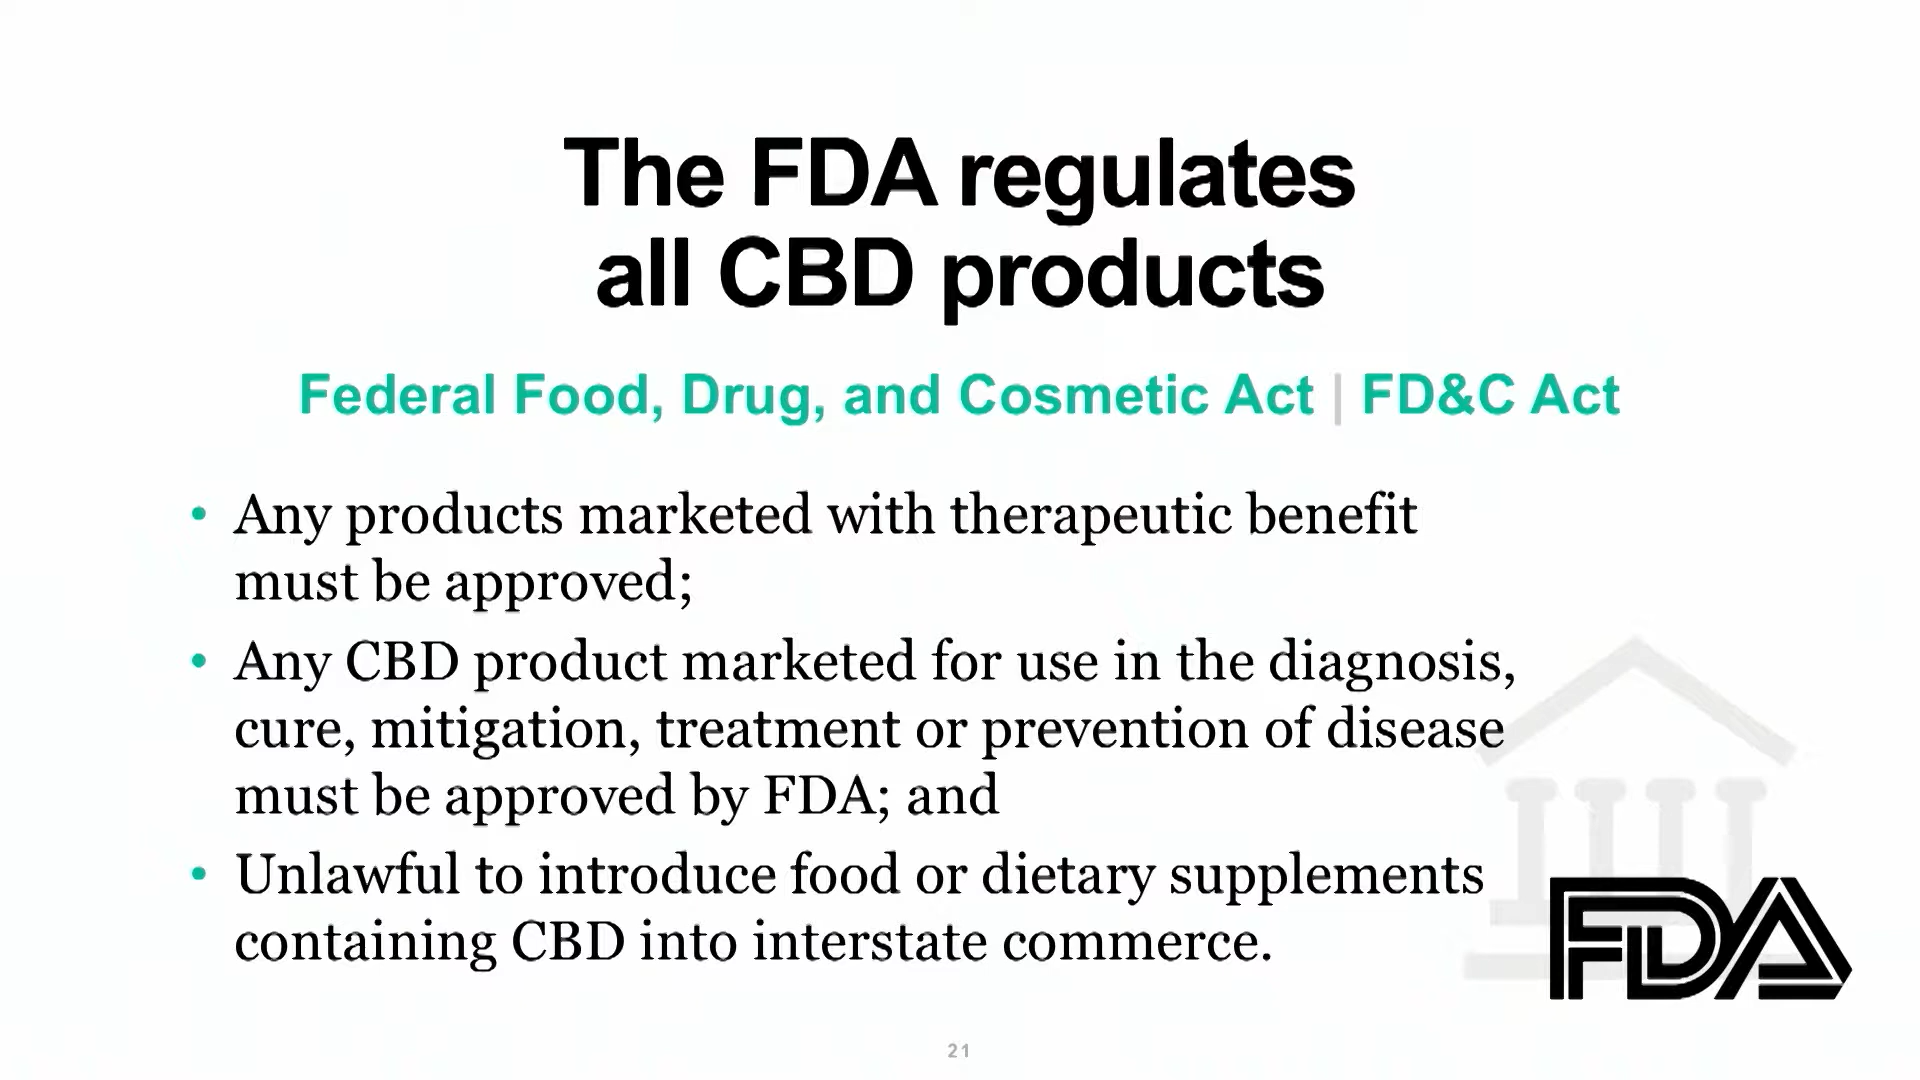 The FDA regulates
all CBD products
Federal Food, Drug, and Cosmetic Act | FD&C Act
• Any products marketed with therapeutic benefit
must be approved;
• Any CBD product marketed for use in the diagnosis,
cure, mitigation, treatment or prevention of disease
must be approved by FDA; and
• Unlawful to introduce food or dietary supplements
containing CBD into interstate commerce.
FDA
21